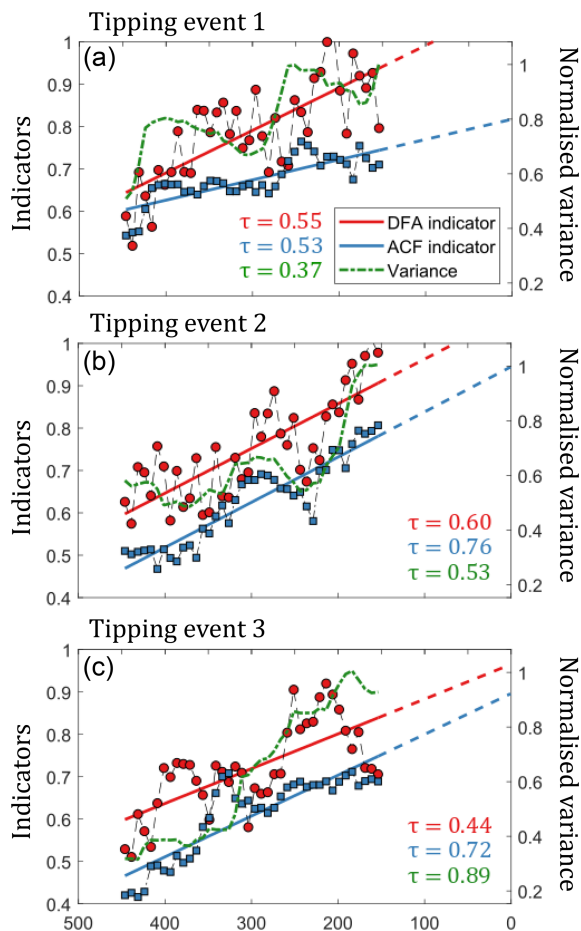 Tipping event 1
(a)
1
0.9
0.8
0.7
0.6
0.5
0.4
Indicators
1
0.8
0.6
0.4
0.2
Normalised variance
τ = 0.55
τ = 0.53
τ = 0.37
DFA indicator
ACF indicator
Variance
Tipping event 2
(b)
1
0.9
0.8
0.7
0.6
0.5
0.4
Indicators
1
0.8
0.6
0.4
0.2
Normalised variance
τ = 0.60
τ = 0.76
τ = 0.53
Tipping event 3
(c)
1
0.9
0.8
0.7
0.6
0.5
0.4
Indicators
1
0.8
0.6
0.4
0.2
Normalised variance
τ = 0.44
τ = 0.72
τ = 0.89
500 400 300 200 100 0